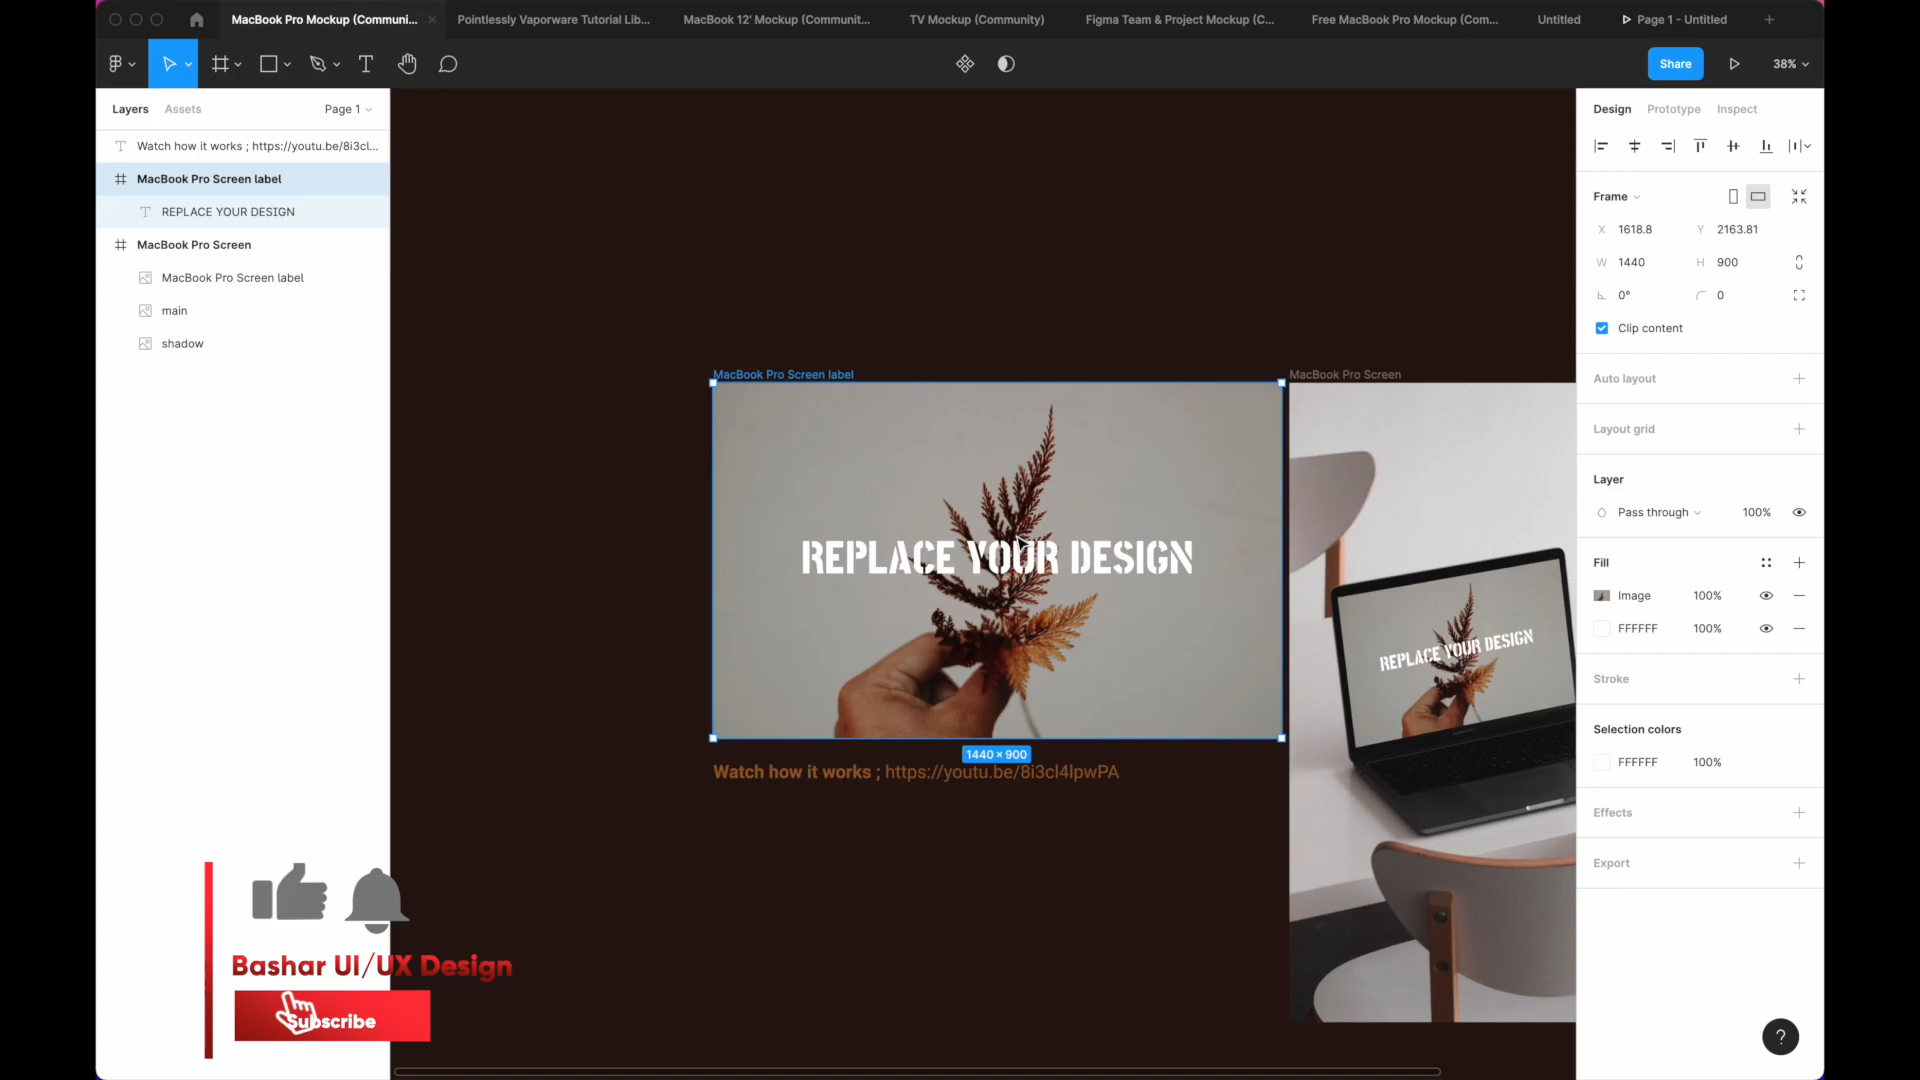 MacBook Pro Mockup (Communi...
Pointlessly Vaporware Tutorial Lib...
MacBook 12' Mockup (Communit...
TV Mockup (Community)
Figma Team & Project Mockup (C...
Free MacBook Pro Mockup (Com...
Untitled
Page 1 - Untitled
Share
38%
Layers
Assets
Page 1
Watch how it works ; https://youtu.be/8i3cl...
MacBook Pro Screen label
REPLACE YOUR DESIGN
MacBook Pro Screen
MacBook Pro Screen label
main
shadow
MacBook Pro Screen label
REPLACE YOUR DESIGN
1440 × 900
Watch how it works ; https://youtu.be/8i3cl4lpwPA
MacBook Pro Screen
REPLACE YOUR DESIGN
Design
Prototype
Inspect
Frame
X 1618.8
Y 2163.81
W 1440
H 900
0°
0
Clip content
Auto layout
Layout grid
Layer
Pass through
100%
Fill
Image 100%
FFFFFF 100%
Stroke
Selection colors
FFFFFF 100%
Effects
Export
?
Bashar UI/UX Design
Subscribe